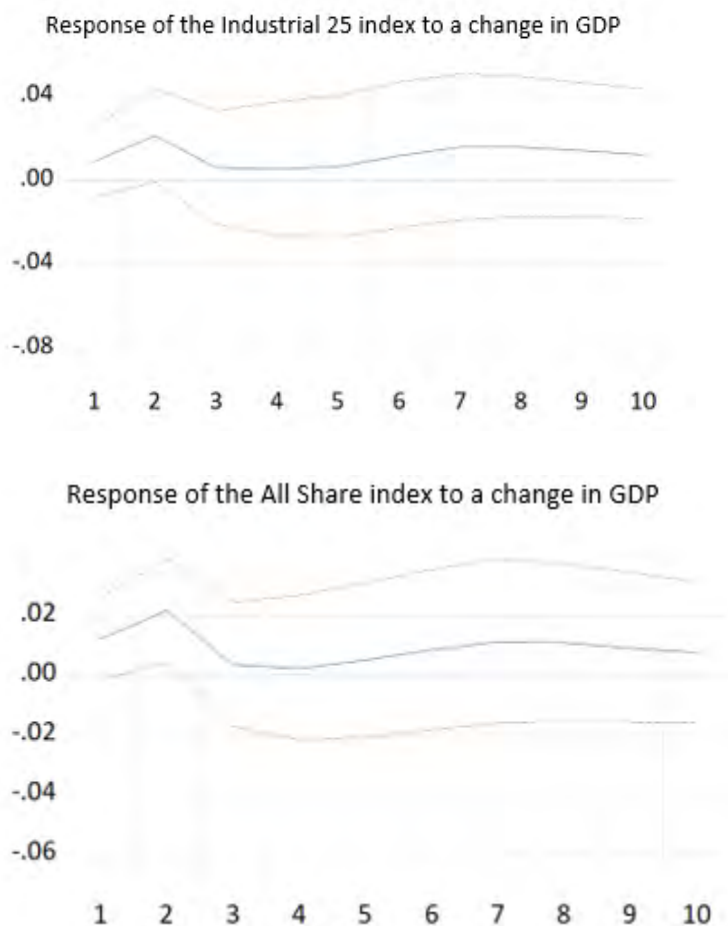 Response of the Industrial 25 index to a change in GDP
.04
.00
-.04
-.08
1 2 3 4 5 6 7 8 9 10
Response of the All Share index to a change in GDP
.02
.00
-.02
-.04
-.06
1 2 3 4 5 6 7 8 9 10